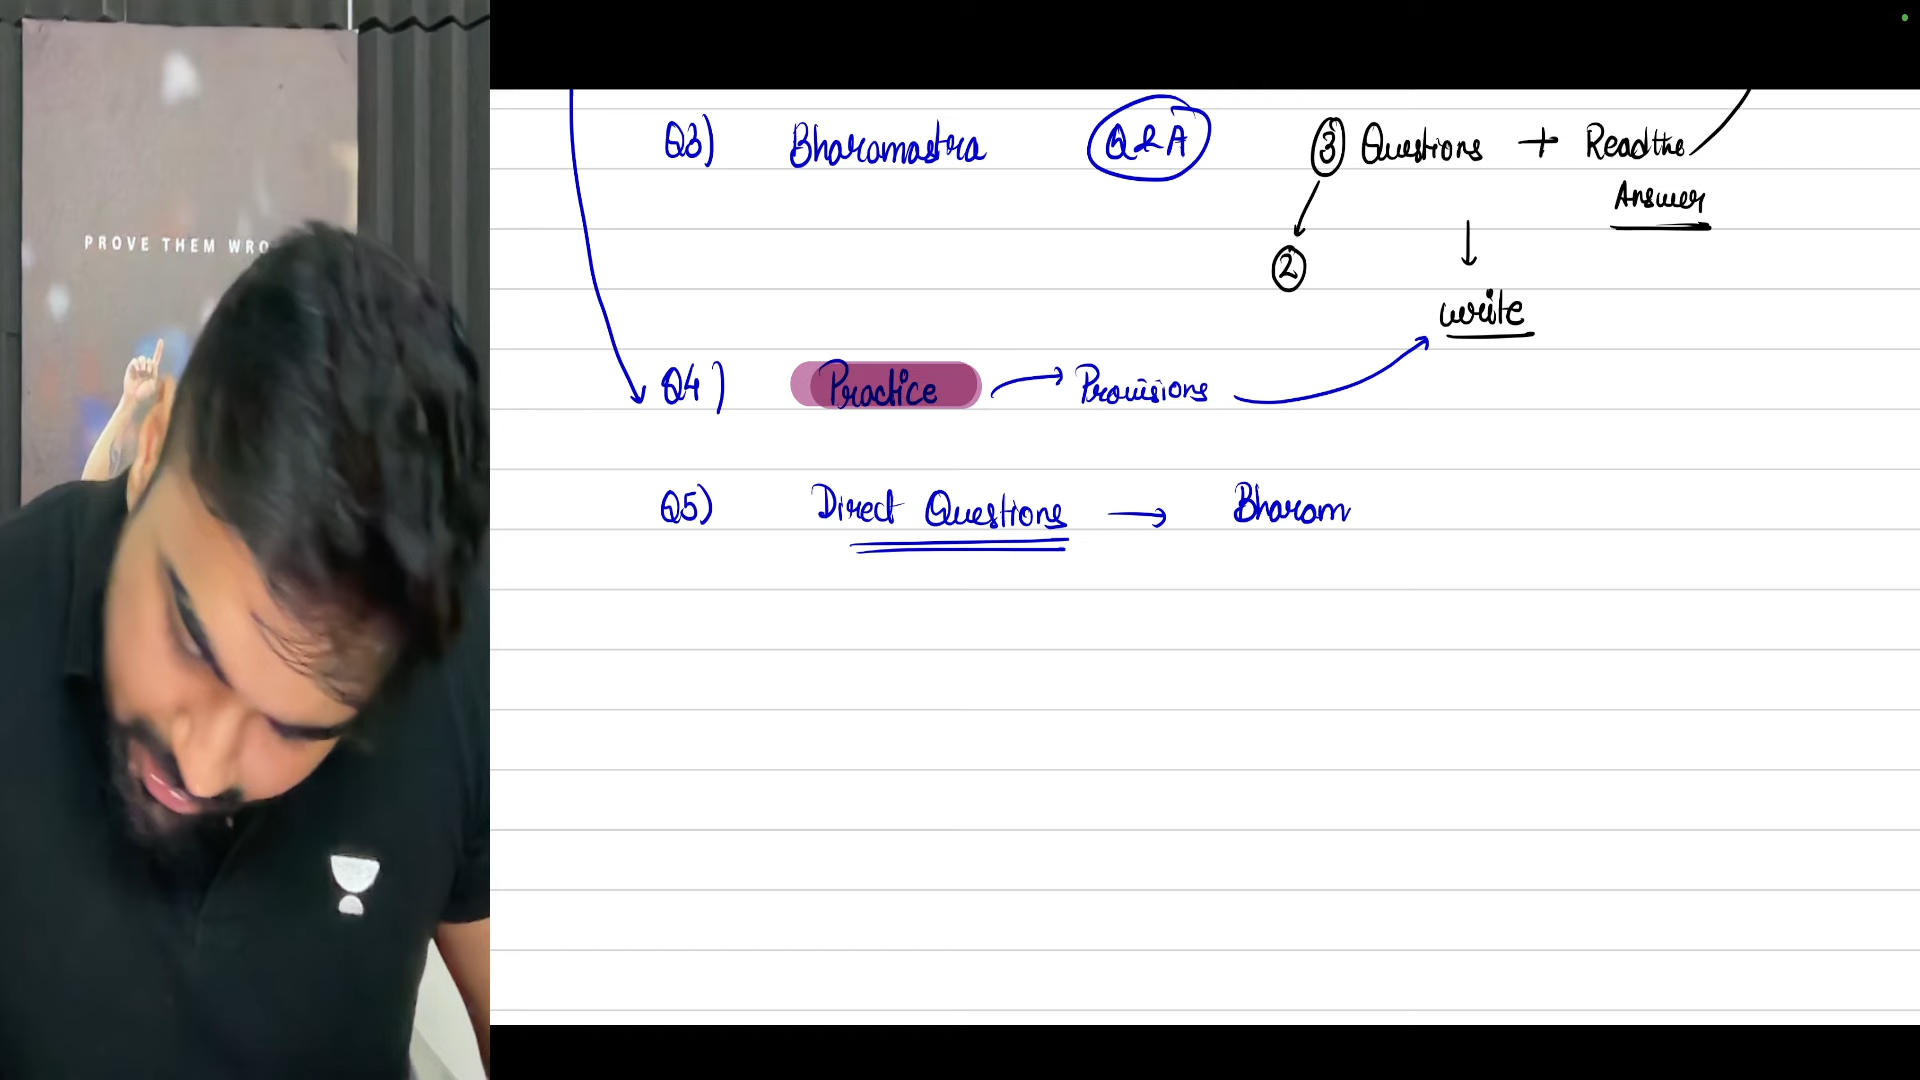 PROVE THEM WRO
Q3) Bharamastra Q&A 3 Questions + Read the
Answer
2
write
Q4) Practice → Provisions
Q5) Direct Questions → Bharam